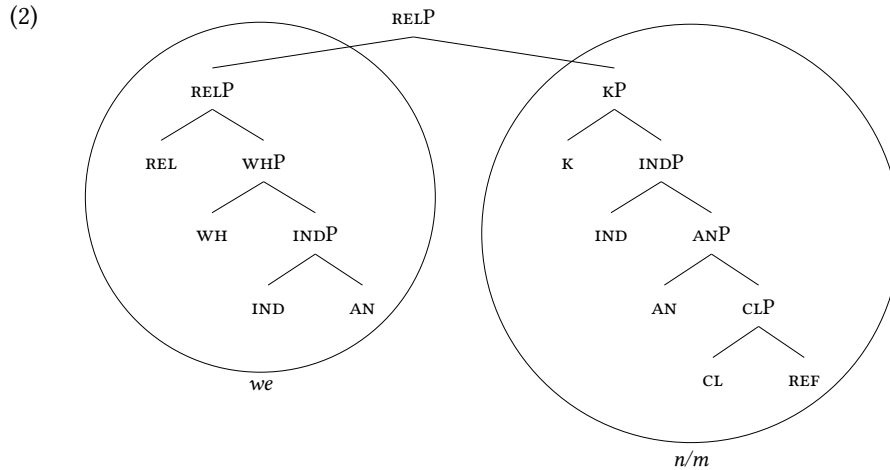 (2)
RELP
RELP KP
REL WHP K INDP
WH INDP IND ANP
IND AN AN CLP
CL REF
we
n/m